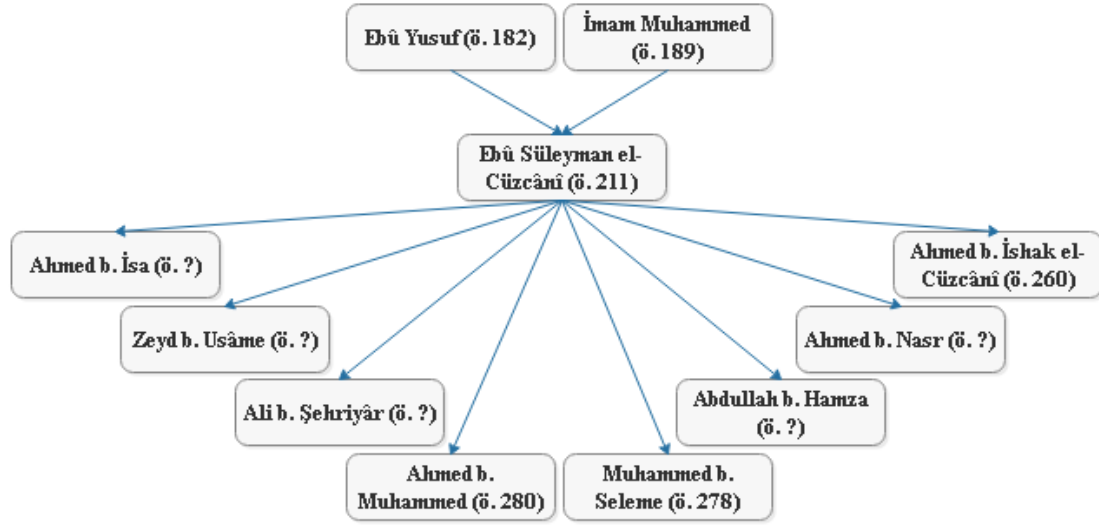 Ebû Yusuf (ö. 182)
İmam Muhammed
(ö. 189)
Ebû Süleyman el-
Cüzcânî (ö. 211)
Ahmed b. İsa (ö. ?)
Ahmed b. İshak el-
Cüzcânî (ö. 260)
Zeyd b. Usâme (ö. ?)
Ahmed b. Nasr (ö. ?)
Ali b. Şehriyâr (ö. ?)
Abdullah b. Hamza
(ö. ?)
Ahmed b.
Muhammed (ö. 280)
Muhammed b.
Seleme (ö. 278)